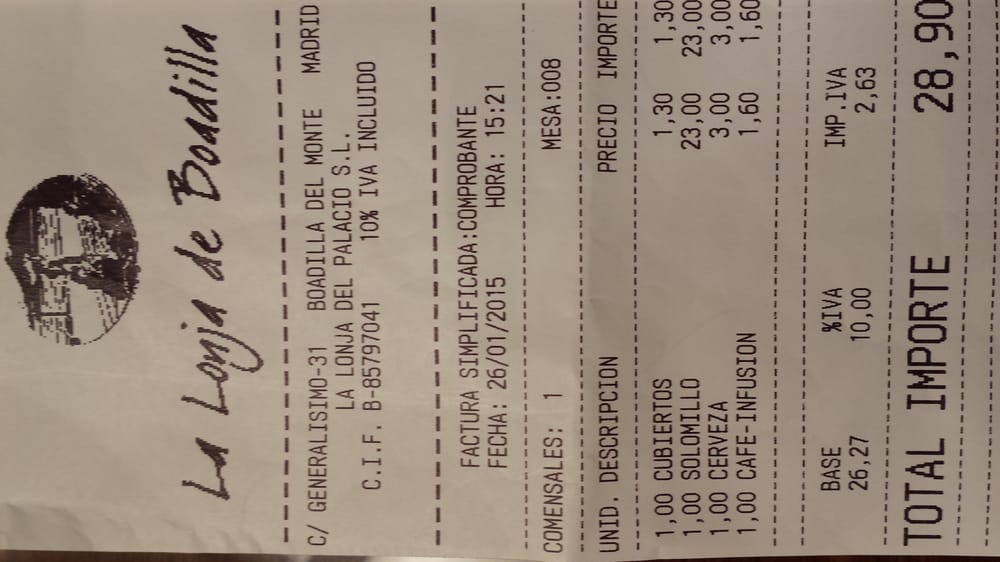 La Lonja de Boadilla
C/ GENERALISIMO-31 BOADILLA DEL MONTE MADRID
LA LONJA DEL PALACIO S.L.
C.I.F. B-85797041 10% IVA INCLUIDO
FACTURA SIMPLIFICADA:COMPROBANTE
FECHA: 26/01/2015 HORA: 15:21
COMENSALES: 1 MESA:008
UNID. DESCRIPCION PRECIO IMPORTE
1,00 CUBIERTOS 1,30 1,30
1,00 SOLOMILLO 23,00 23,00
1,00 CERVEZA 3,00 3,00
1,00 CAFE-INFUSION 1,60 1,60
BASE %IVA IMP.IVA
26,27 10,00 2,63
TOTAL IMPORTE 28,90